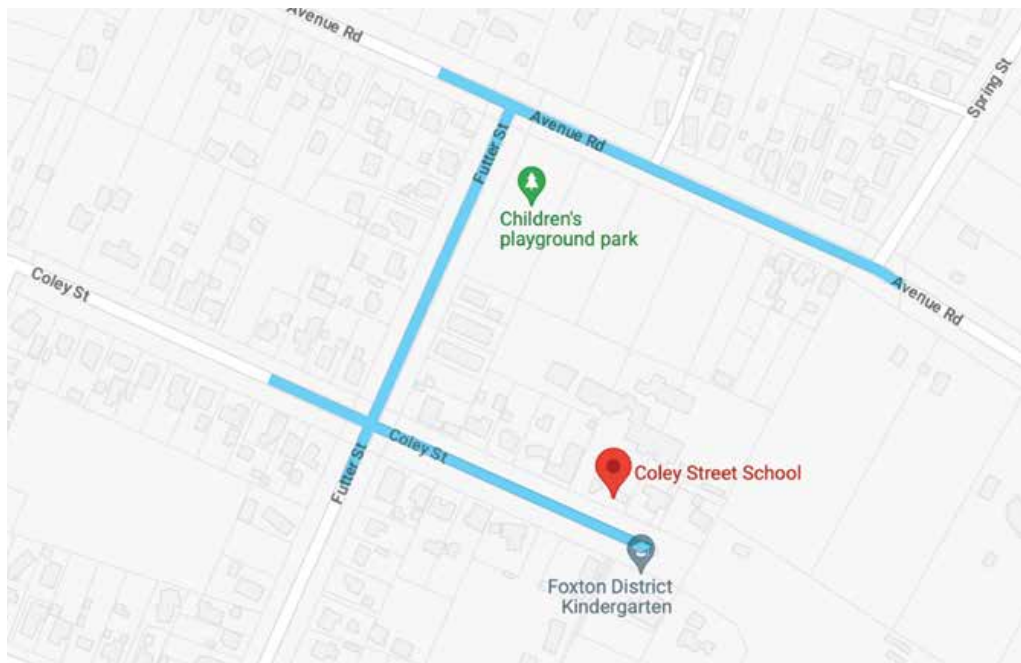 Avenue Rd
Spring St
Avenue Rd
Futter St
Children's
playground park
Coley St
Avenue Rd
Coley St
Futter St
Coley Street School
Foxton District
Kindergarten